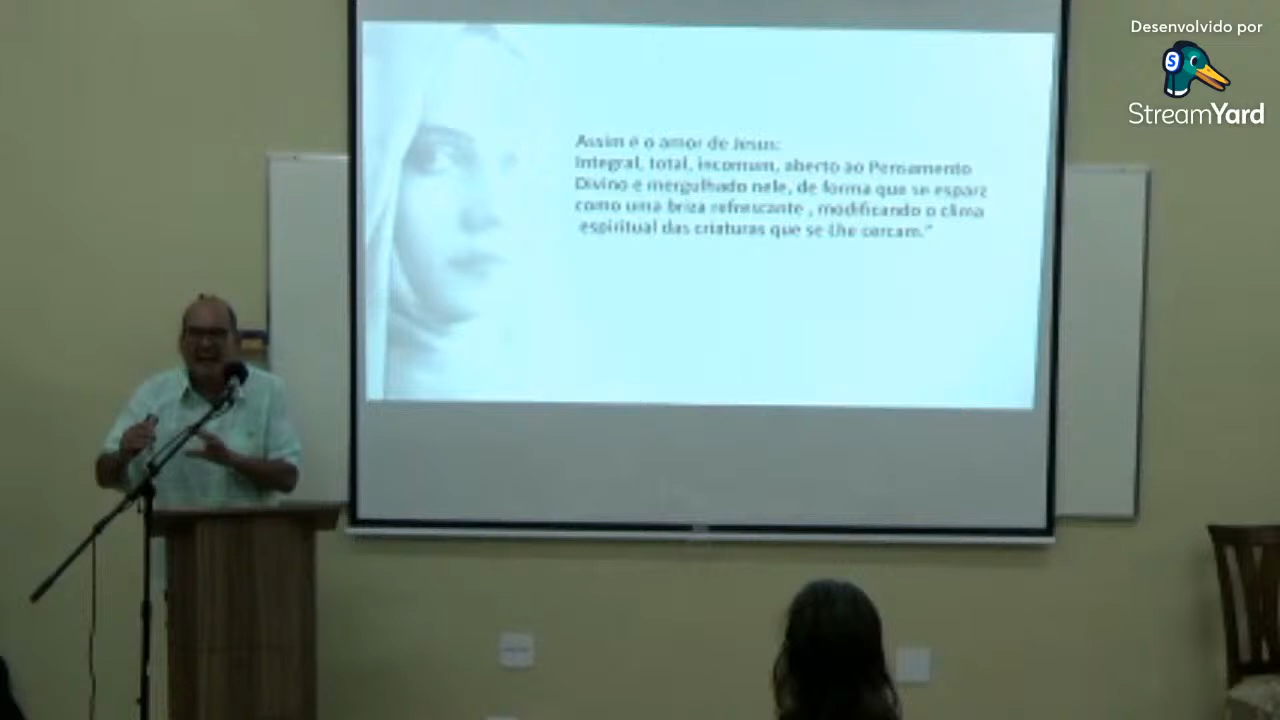 Desenvolvido por
StreamYard
Assim é o amor de Jesus:
Integral, total, incomum, aberto ao Pensamento
Divino e mergulhado nele, de forma que se esparz
como uma briza refrescante , modificando o clima
espiritual das criaturas que se lhe cercam."